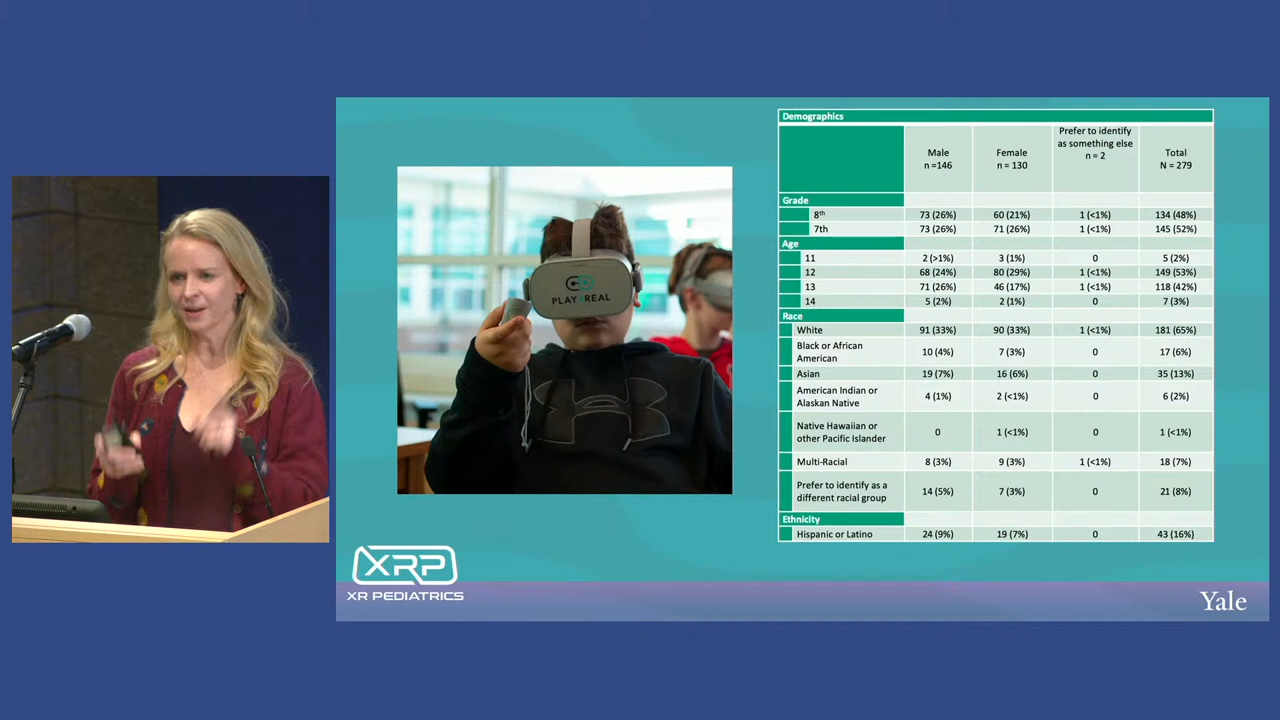 Demographics
Male
n =146
Female
n = 130
Prefer to identify
as something else
n = 2
Total
N = 279
Grade
8th 73 (26%) 60 (21%) 1 (<1%) 134 (48%)
7th 73 (26%) 71 (26%) 1 (<1%) 145 (52%)
Age
11 2 (>1%) 3 (1%) 0 5 (2%)
12 68 (24%) 80 (29%) 1 (<1%) 149 (53%)
13 71 (26%) 46 (17%) 1 (<1%) 118 (42%)
14 5 (2%) 2 (1%) 0 7 (3%)
Race
White 91 (33%) 90 (33%) 1 (<1%) 181 (65%)
Black or African
American 10 (4%) 7 (3%) 0 17 (6%)
Asian 19 (7%) 16 (6%) 0 35 (13%)
American Indian or
Alaskan Native 4 (1%) 2 (<1%) 0 6 (2%)
Native Hawaiian or
other Pacific Islander 0 1 (<1%) 0 1 (<1%)
Multi-Racial 8 (3%) 9 (3%) 1 (<1%) 18 (7%)
Prefer to identify as a
different racial group 14 (5%) 7 (3%) 0 21 (8%)
Ethnicity
Hispanic or Latino 24 (9%) 19 (7%) 0 43 (16%)
PLAY4REAL
XRP
XR PEDIATRICS
Yale